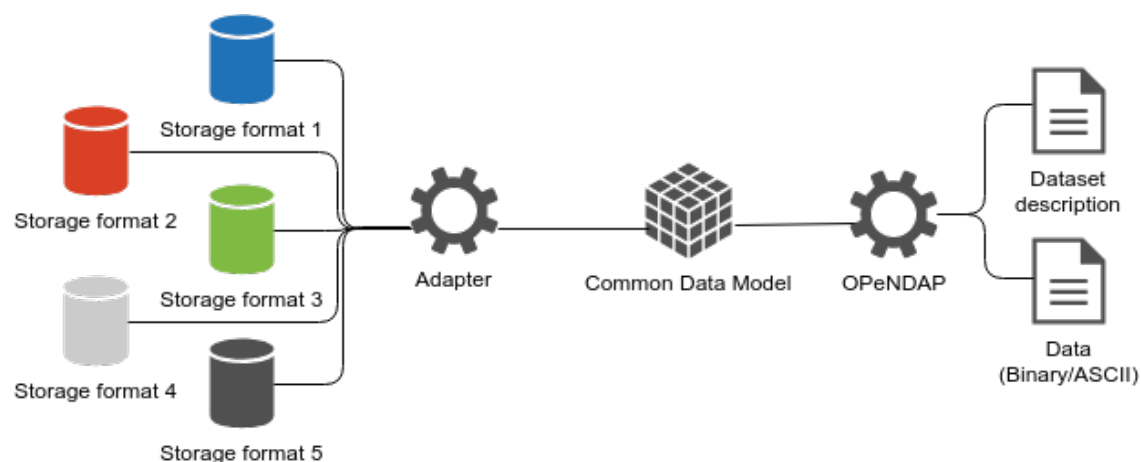 Storage format 1
Storage format 2
Storage format 3
Storage format 4
Storage format 5
Adapter
Common Data Model
OPeNDAP
Dataset
description
Data
(Binary/ASCII)